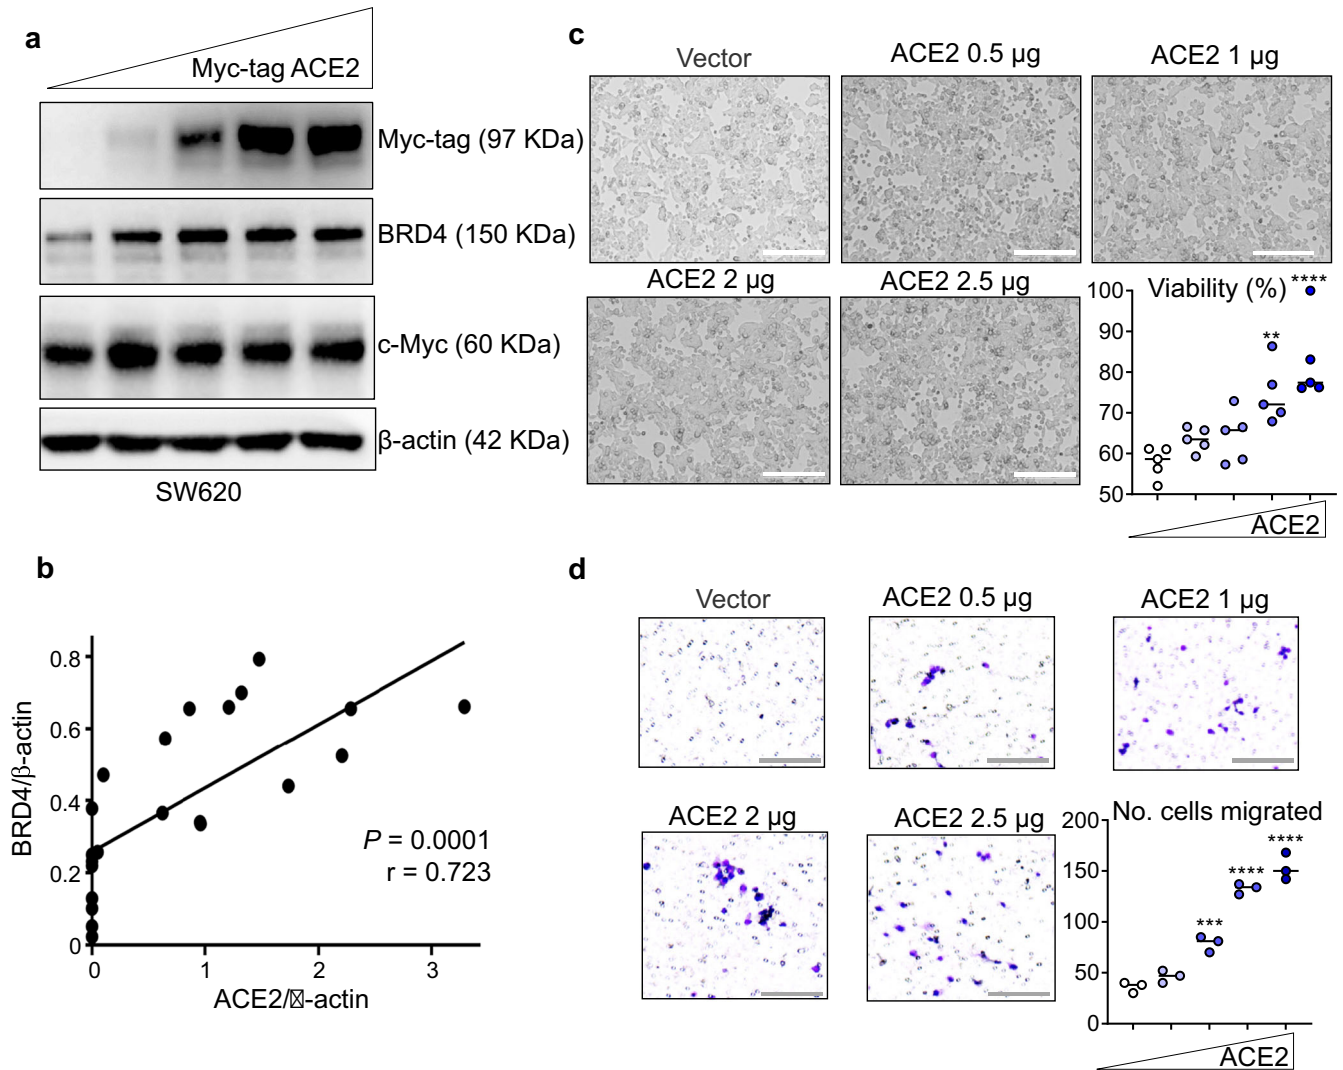 a
Myc-tag ACE2
Myc-tag (97 KDa)
BRD4 (150 KDa)
c-Myc (60 KDa)
β-actin (42 KDa)
SW620
b
BRD4/β-actin
0.8
0.6
0.4
0.2
0
P = 0.0001
r = 0.723
0 1 2 3
ACE2/□-actin
c
Vector
ACE2 0.5 µg
ACE2 1 µg
ACE2 2 µg
ACE2 2.5 µg
Viability (%)
****
**
100
90
80
70
60
50
ACE2
d
Vector
ACE2 0.5 µg
ACE2 1 µg
ACE2 2 µg
ACE2 2.5 µg
No. cells migrated
****
****
***
200
150
100
50
0
ACE2